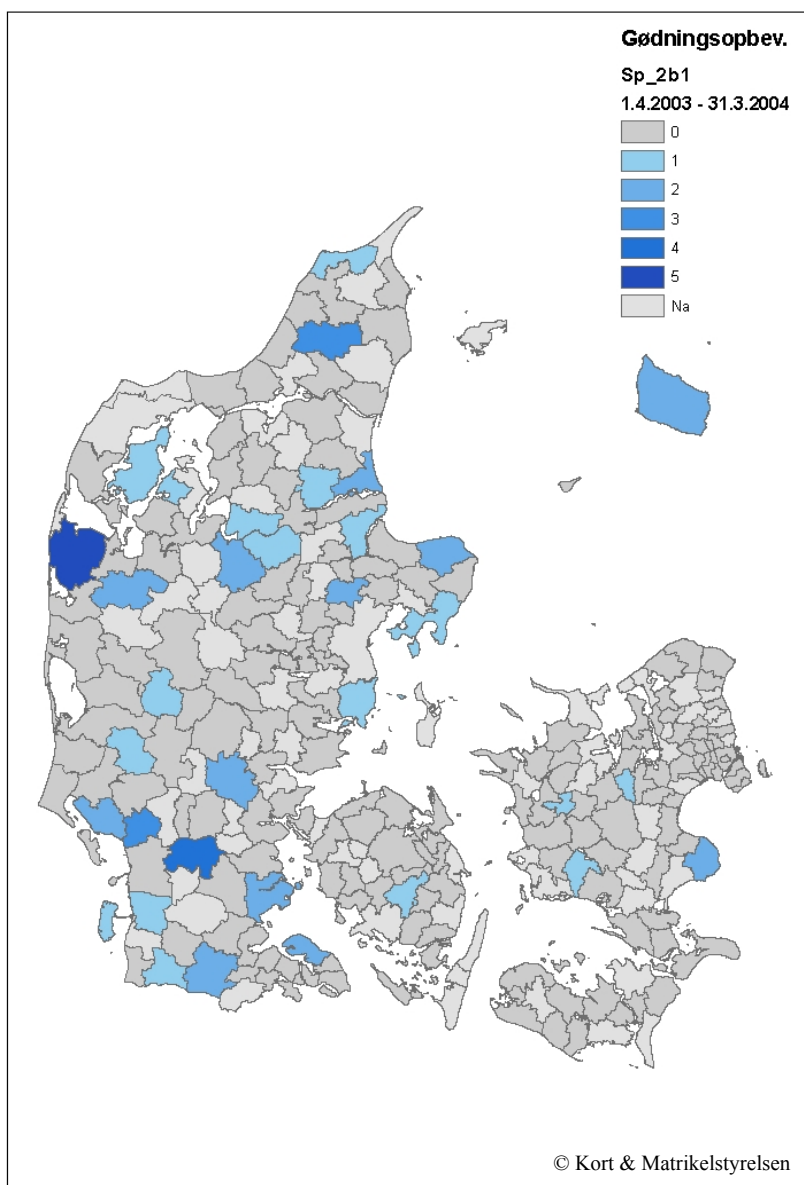 Gødningsopbev.
Sp_2b1
1.4.2003 - 31.3.2004
0
1
2
3
4
5
Na
© Kort & Matrikelstyrelsen